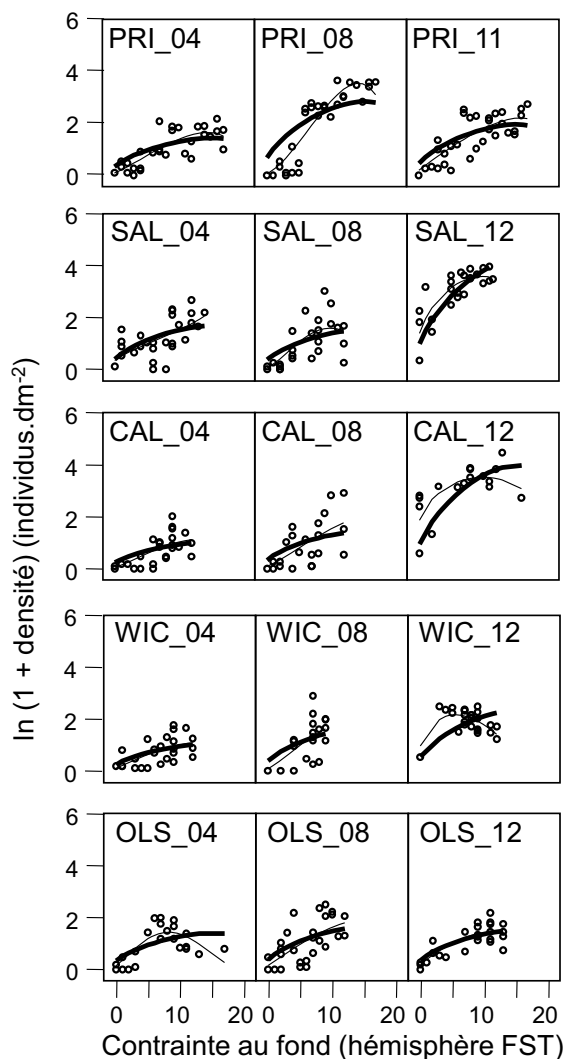 PRI_04 PRI_08 PRI_11
6
4
2
0
SAL_04 SAL_08 SAL_12
6
4
2
0
CAL_04 CAL_08 CAL_12
6
4
2
0
WIC_04 WIC_08 WIC_12
6
4
2
0
OLS_04 OLS_08 OLS_12
6
4
2
0
ln (1 + densité) (individus.dm-²)
0 10 20 0 10 20 0 10 20
Contrainte au fond (hémisphère FST)